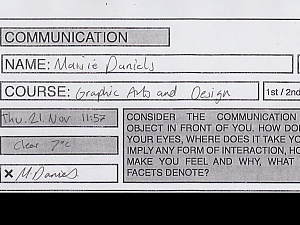 COMMUNICATION
NAME: Maisie Daniels
COURSE: Graphic Arts and Design
1st / 2nd
Thu. 21. Nov 11:57
Clear 7°C
× M Daniels
CONSIDER THE COMMUNICATION
OBJECT IN FRONT OF YOU. HOW DO
YOUR EYES, WHERE DOES IT TAKE YO
IMPLY ANY FORM OF INTERACTION, HO
MAKE YOU FEEL AND WHY, WHAT
FACETS DENOTE?